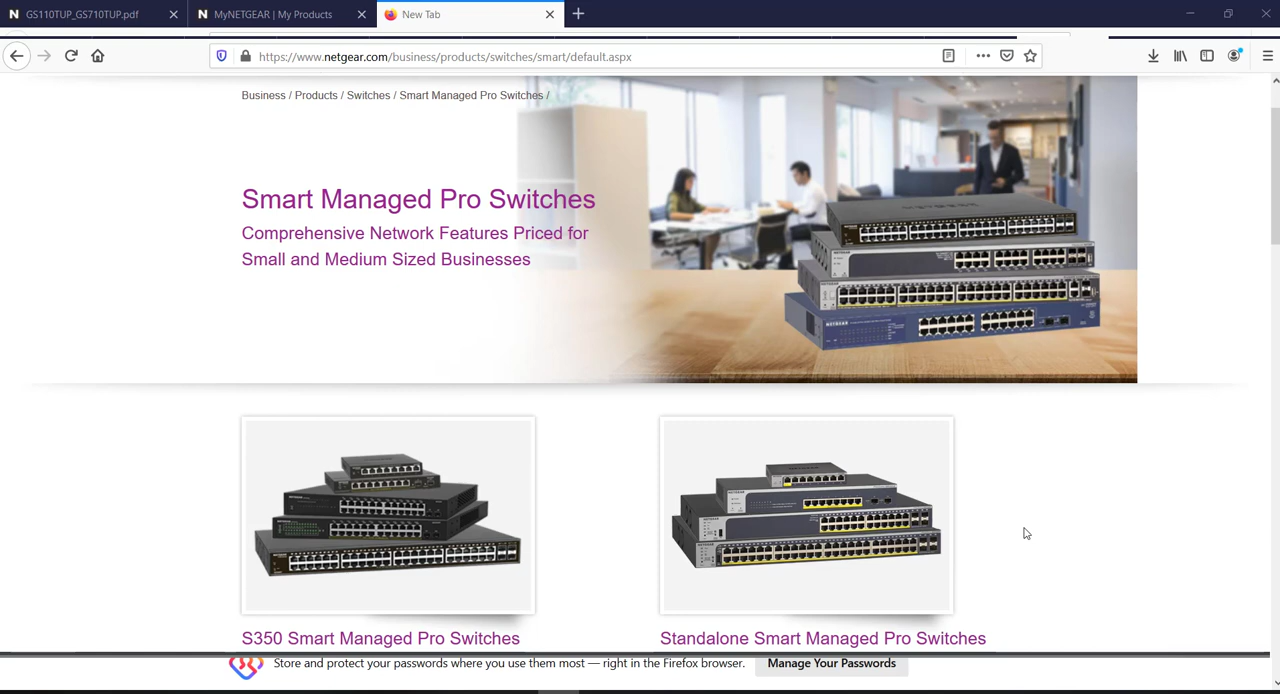 GS110TUP_GS710TUP.pdf
MyNETGEAR | My Products
New Tab
https://www.netgear.com/business/products/switches/smart/default.aspx
Business / Products / Switches / Smart Managed Pro Switches /
Smart Managed Pro Switches
Comprehensive Network Features Priced for
Small and Medium Sized Businesses
S350 Smart Managed Pro Switches
Standalone Smart Managed Pro Switches
Store and protect your passwords where you use them most — right in the Firefox browser.
Manage Your Passwords